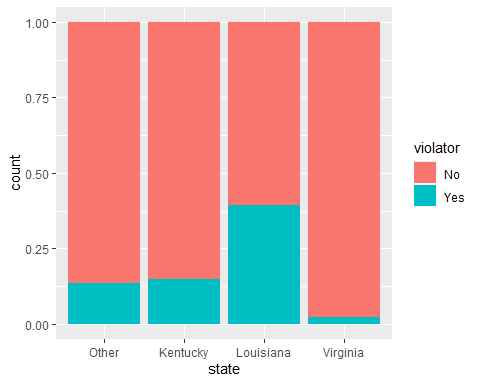 1.00
0.75
0.50
0.25
0.00
count
Other Kentucky Louisiana Virginia
state
violator
No
Yes